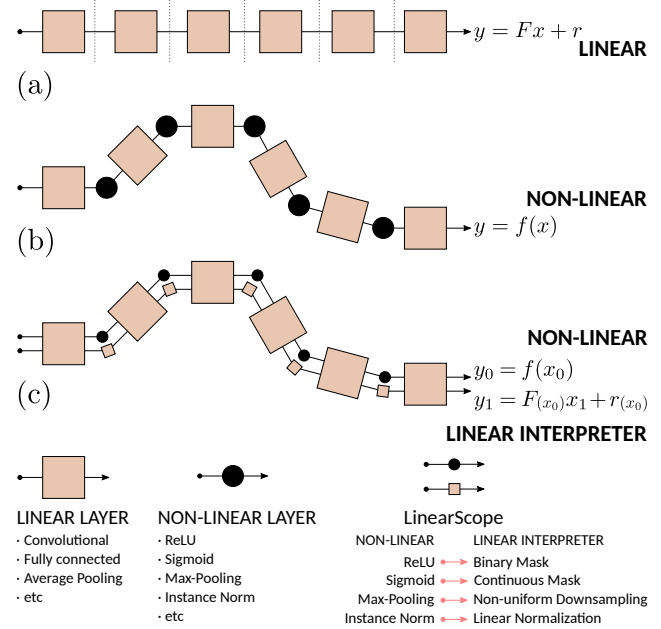 y = Fx + r
LINEAR
(a)
NON-LINEAR
y = f(x)
(b)
NON-LINEAR
y₀ = f(x₀)
y₁ = F₍ₓ₀₎x₁ + r₍ₓ₀₎
(c)
LINEAR INTERPRETER
LINEAR LAYER
· Convolutional
· Fully connected
· Average Pooling
· etc
NON-LINEAR LAYER
· ReLU
· Sigmoid
· Max-Pooling
· Instance Norm
· etc
LinearScope
NON-LINEAR LINEAR INTERPRETER
ReLU Binary Mask
Sigmoid Continuous Mask
Max-Pooling Non-uniform Downsampling
Instance Norm Linear Normalization